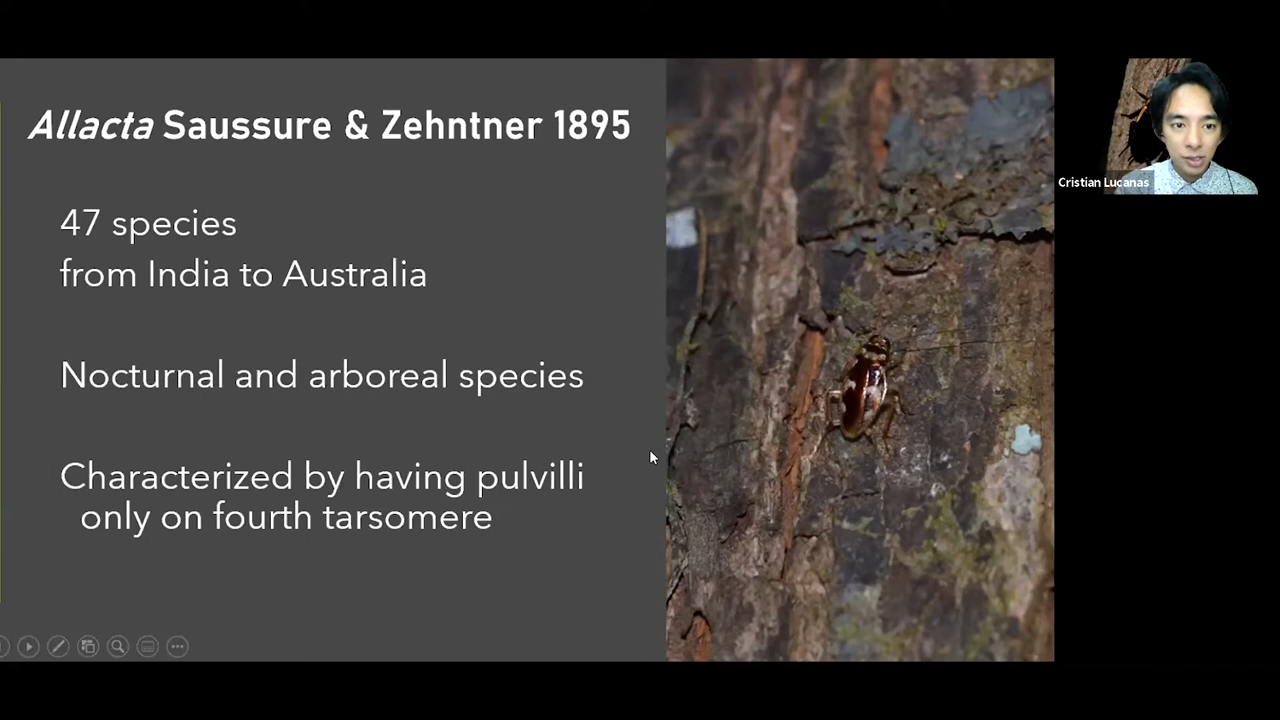 Allacta Saussure & Zehntner 1895
47 species
from India to Australia
Nocturnal and arboreal species
Characterized by having pulvilli
only on fourth tarsomere
Cristian Lucanas